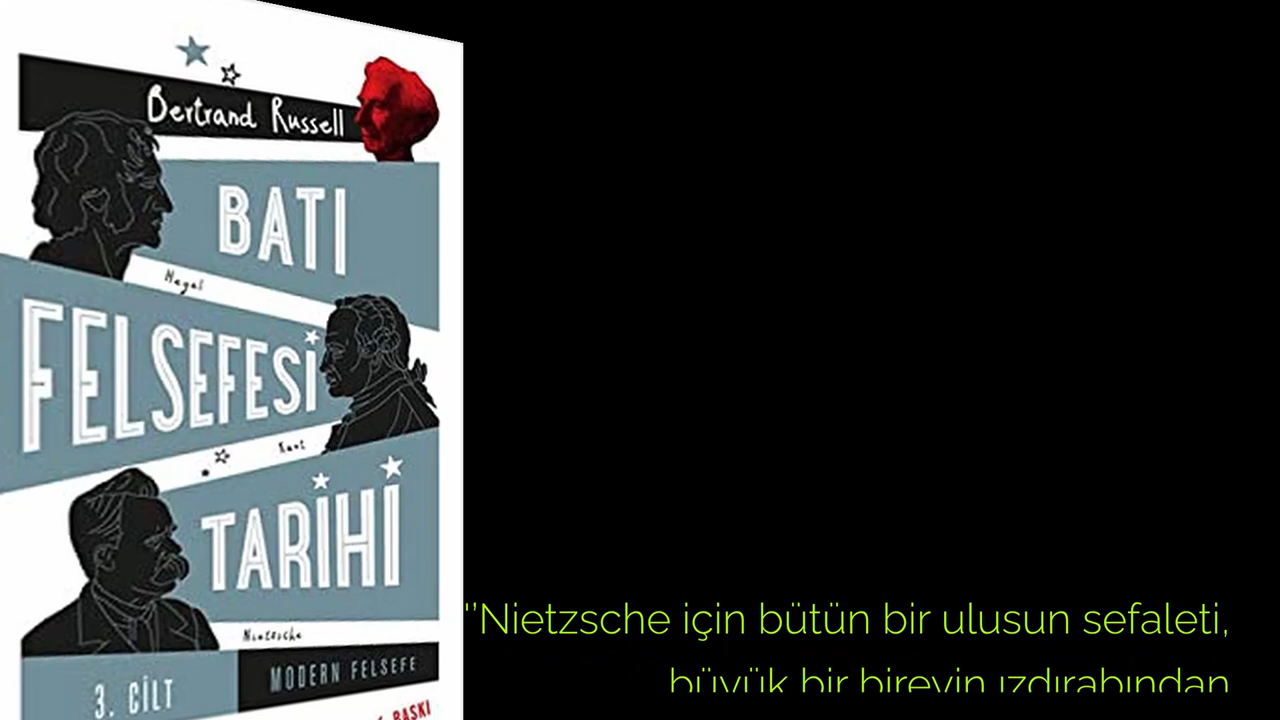 Bertrand Russell
BATI
Hegel
FELSEFESİ
Kant
TARİHİ
Nietzsche
3. CİLT
MODERN FELSEFE
BASKI
"Nietzsche için bütün bir ulusun sefaleti,
büyük bir bireyin ızdırabından